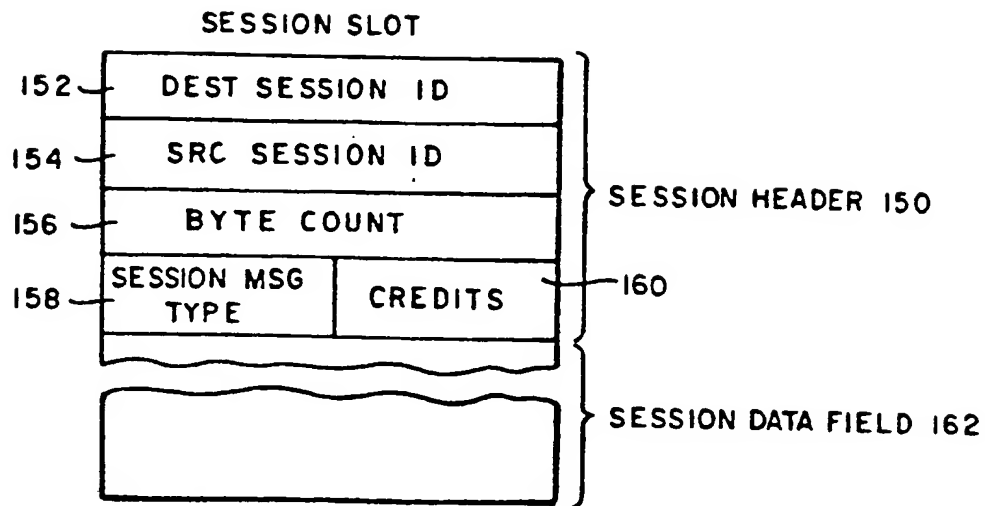 SESSION SLOT
152 DEST SESSION ID
154 SRC SESSION ID
SESSION HEADER 150
156 BYTE COUNT
158 SESSION MSG TYPE
CREDITS 160
SESSION DATA FIELD 162